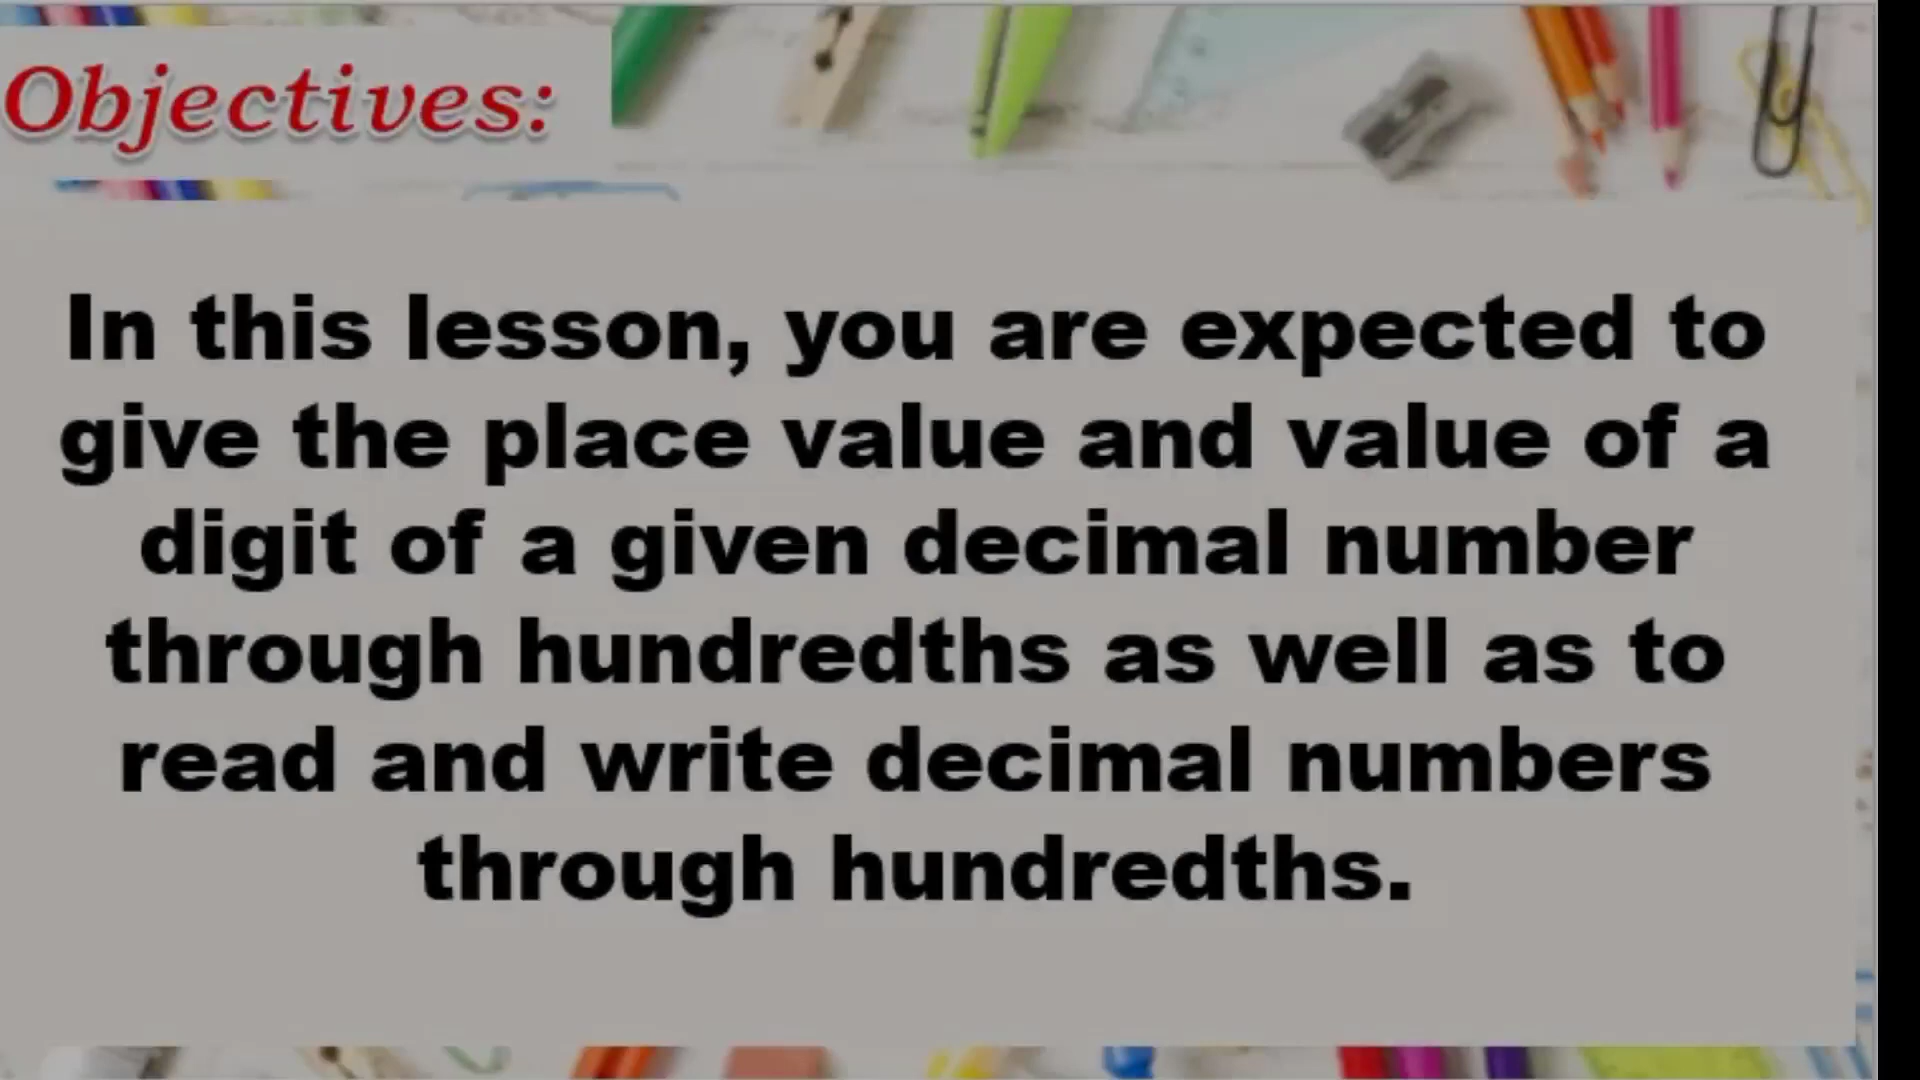 Objectives:
In this lesson, you are expected to
give the place value and value of a
digit of a given decimal number
through hundredths as well as to
read and write decimal numbers
through hundredths.